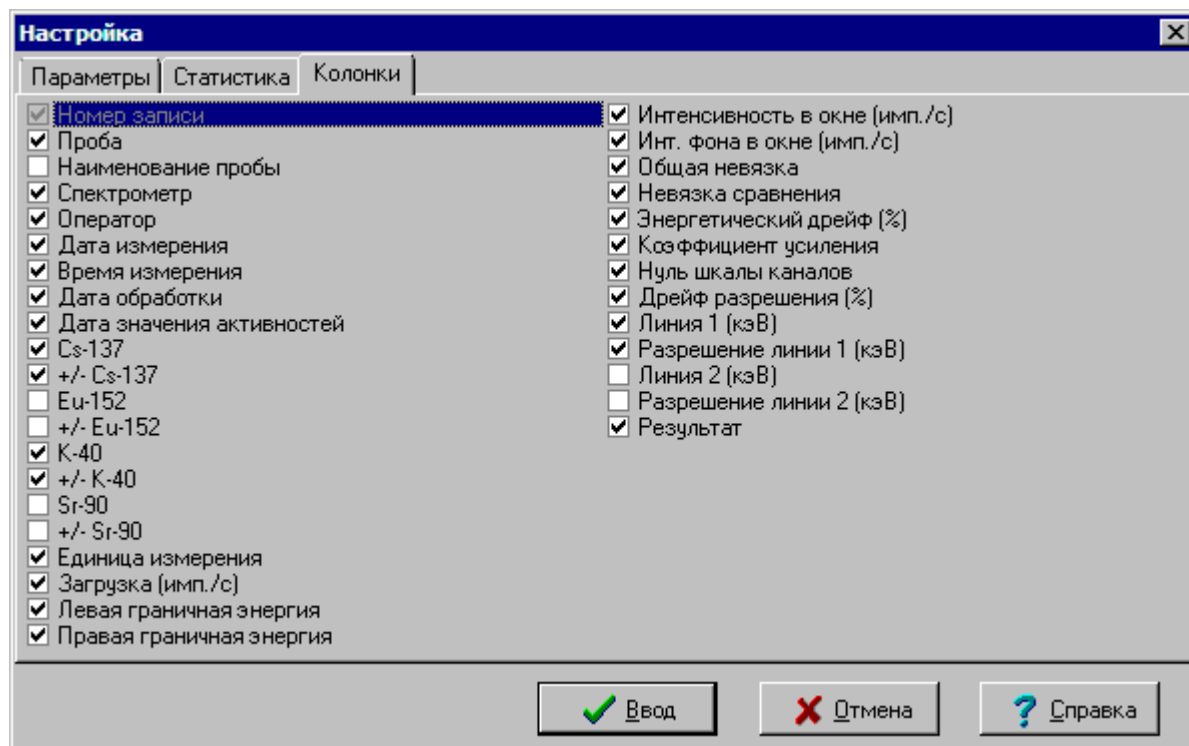 Настройка
Параметры
Статистика
Колонки
Номер записи
Проба
Наименование пробы
Спектрометр
Оператор
Дата измерения
Время измерения
Дата обработки
Дата значения активностей
Cs-137
+/- Cs-137
Eu-152
+/- Eu-152
K-40
+/- K-40
Sr-90
+/- Sr-90
Единица измерения
Загрузка (имп./с)
Левая граничная энергия
Правая граничная энергия
Интенсивность в окне (имп./с)
Инт. фона в окне (имп./с)
Общая невязка
Невязка сравнения
Энергетический дрейф (%)
Коэффициент усиления
Нуль шкалы каналов
Дрейф разрешения (%)
Линия 1 (кэВ)
Разрешение линии 1 (кэВ)
Линия 2 (кэВ)
Разрешение линии 2 (кэВ)
Результат
Ввод
Отмена
Справка